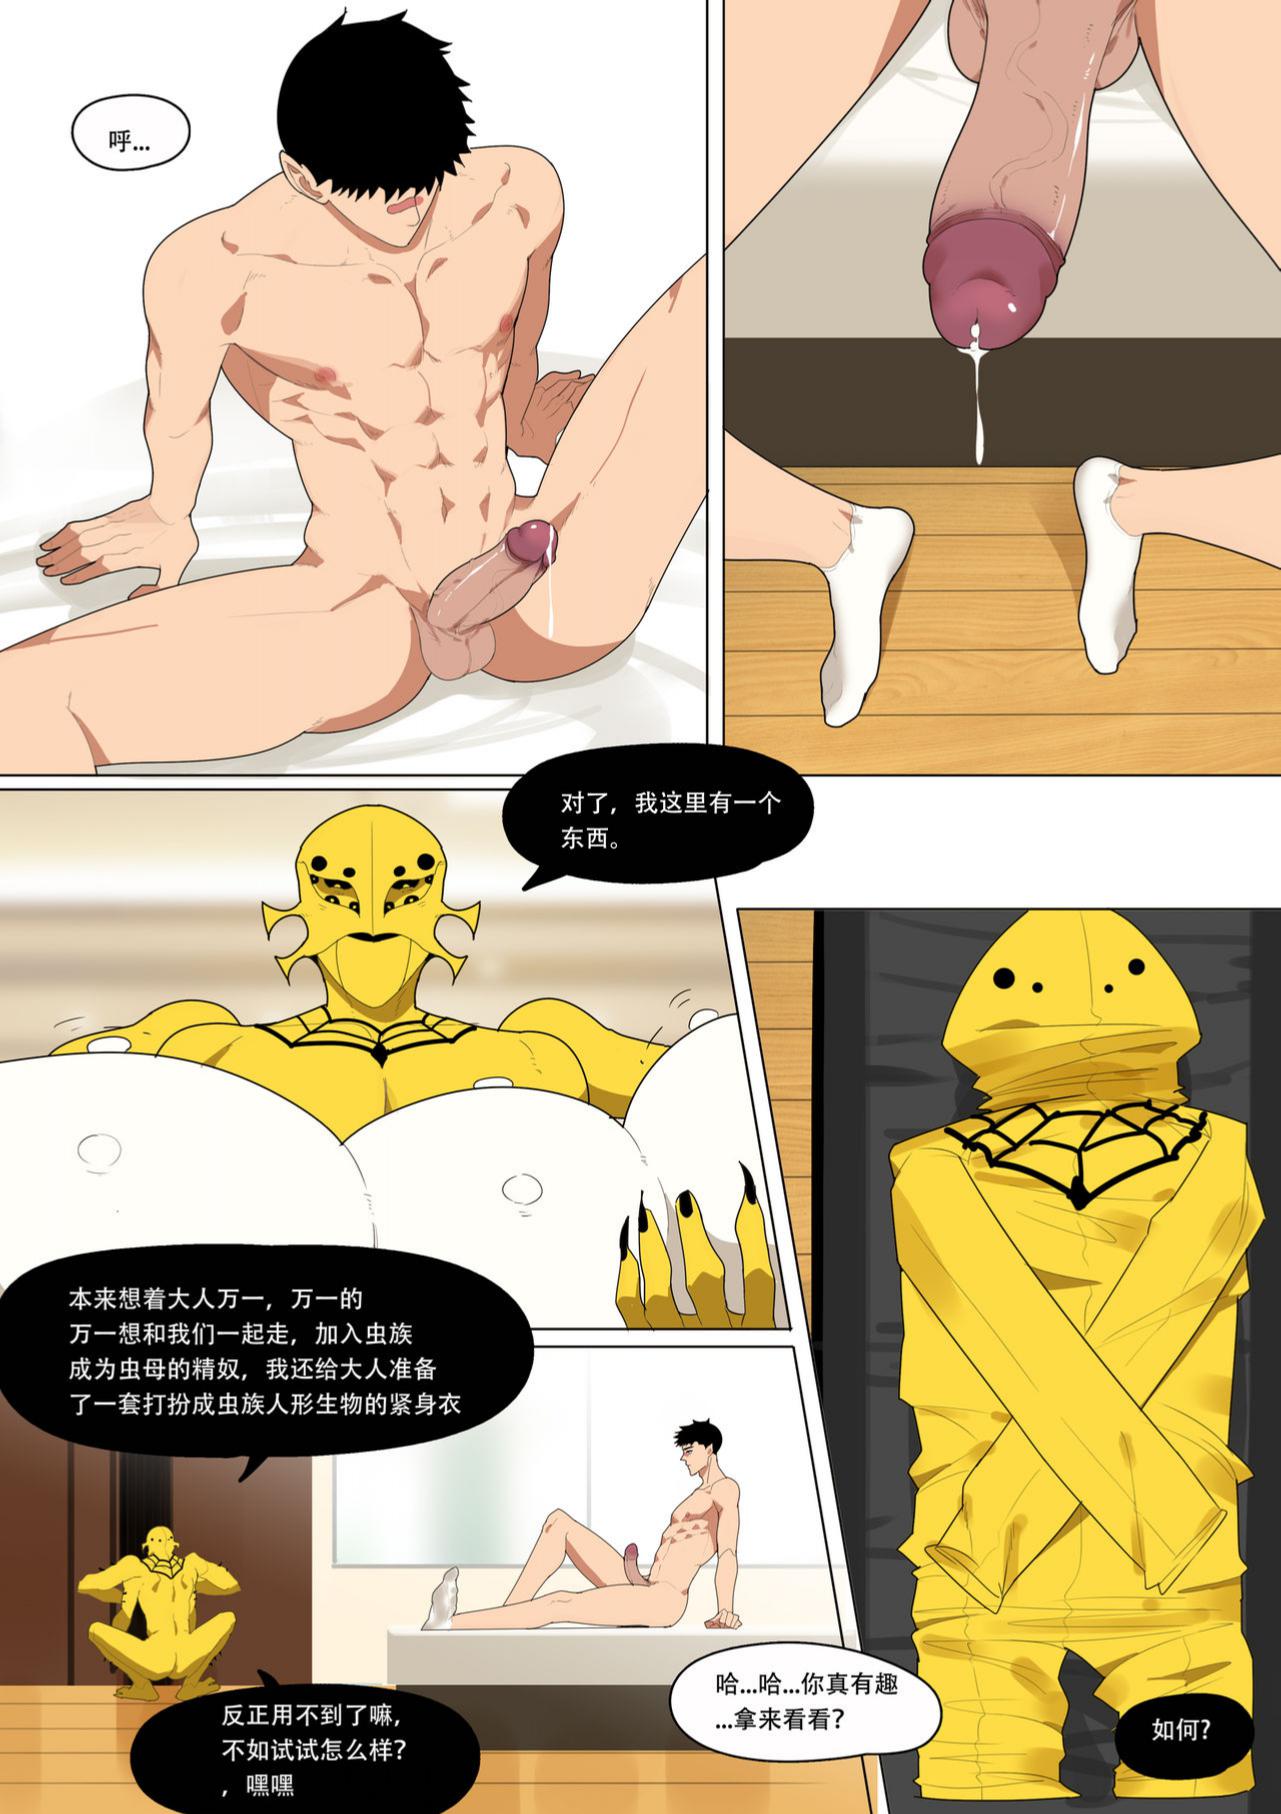 呼...
对了，我这里有一个
东西。
本来想着大人万一，万一的
万一想和我们一起走，加入虫族
成为虫母的精奴，我还给大人准备
了一套打扮成虫族人形生物的紧身衣
反正用不到了嘛，
不如试试怎么样？
，嘿嘿
哈...哈...你真有趣
...拿来看看？
如何?